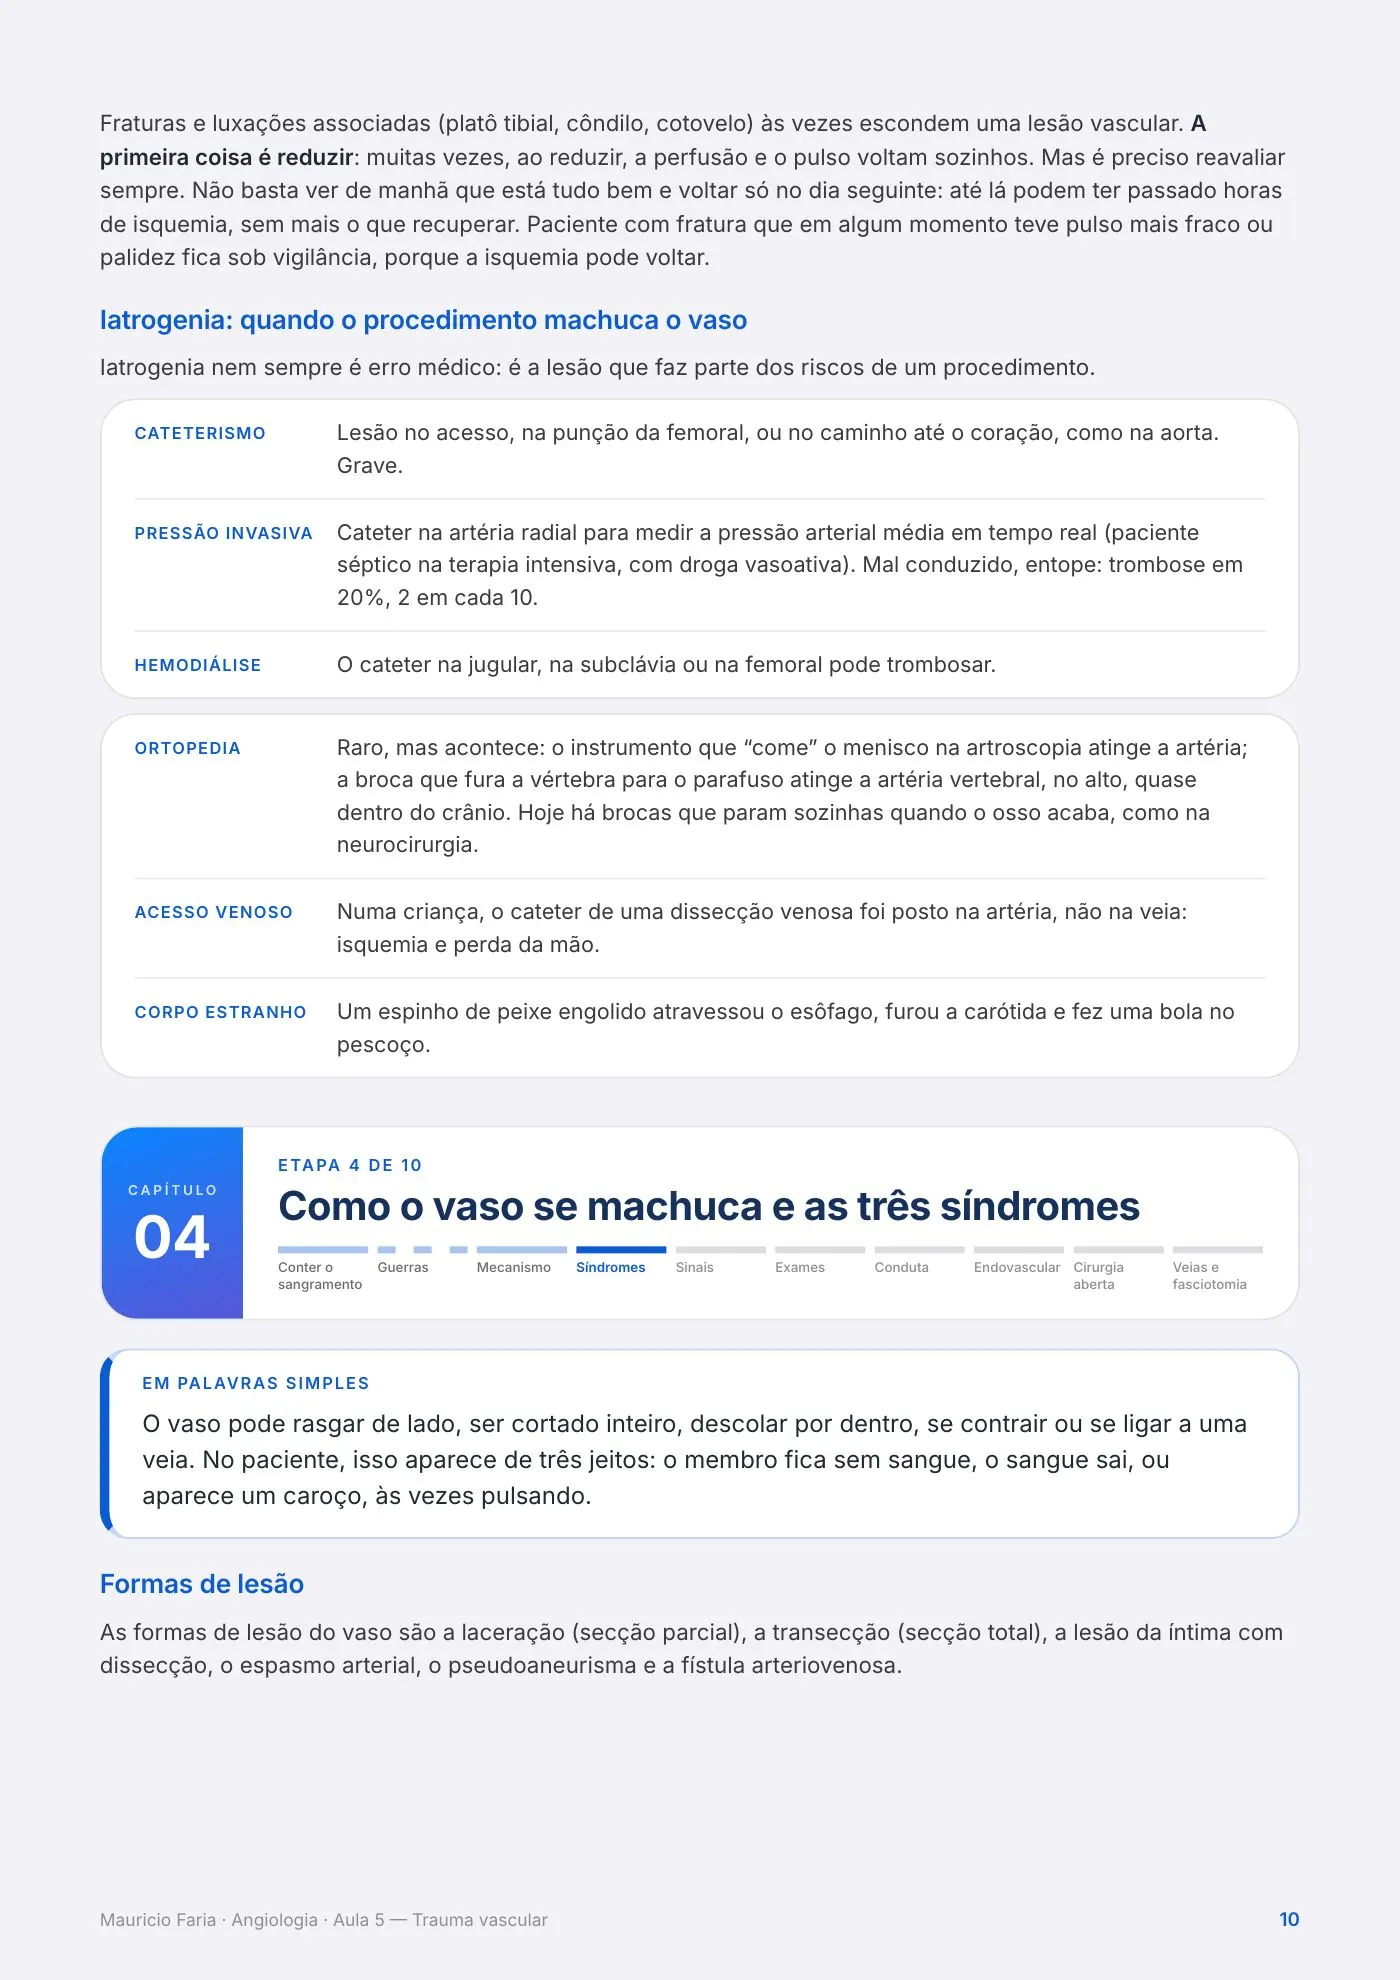 Fraturas e luxações associadas (platô tibial, côndilo, cotovelo) às vezes escondem uma lesão vascular. A
primeira coisa é reduzir: muitas vezes, ao reduzir, a perfusão e o pulso voltam sozinhos. Mas é preciso reavaliar
sempre. Não basta ver de manhã que está tudo bem e voltar só no dia seguinte: até lá podem ter passado horas
de isquemia, sem mais o que recuperar. Paciente com fratura que em algum momento teve pulso mais fraco ou
palidez fica sob vigilância, porque a isquemia pode voltar.
Iatrogenia: quando o procedimento machuca o vaso
Iatrogenia nem sempre é erro médico: é a lesão que faz parte dos riscos de um procedimento.
CATETERISMO
Lesão no acesso, na punção da femoral, ou no caminho até o coração, como na aorta.
Grave.
PRESSÃO INVASIVA
Cateter na artéria radial para medir a pressão arterial média em tempo real (paciente
séptico na terapia intensiva, com droga vasoativa). Mal conduzido, entope: trombose em
20%, 2 em cada 10.
HEMODIÁLISE
O cateter na jugular, na subclávia ou na femoral pode trombosar.
ORTOPEDIA
Raro, mas acontece: o instrumento que “come” o menisco na artroscopia atinge a artéria;
a broca que fura a vértebra para o parafuso atinge a artéria vertebral, no alto, quase
dentro do crânio. Hoje há brocas que param sozinhas quando o osso acaba, como na
neurocirurgia.
ACESSO VENOSO
Numa criança, o cateter de uma dissecção venosa foi posto na artéria, não na veia:
isquemia e perda da mão.
CORPO ESTRANHO
Um espinho de peixe engolido atravessou o esôfago, furou a carótida e fez uma bola no
pescoço.
CAPÍTULO
04
ETAPA 4 DE 10
Como o vaso se machuca e as três síndromes
Conter o
sangramento
Guerras
Mecanismo
Síndromes
Sinais
Exames
Conduta
Endovascular
Cirurgia
aberta
Veias e
fasciotomia
EM PALAVRAS SIMPLES
O vaso pode rasgar de lado, ser cortado inteiro, descolar por dentro, se contrair ou se ligar a uma
veia. No paciente, isso aparece de três jeitos: o membro fica sem sangue, o sangue sai, ou
aparece um caroço, às vezes pulsando.
Formas de lesão
As formas de lesão do vaso são a laceração (secção parcial), a transecção (secção total), a lesão da íntima com
dissecção, o espasmo arterial, o pseudoaneurisma e a fístula arteriovenosa.
Mauricio Faria · Angiologia · Aula 5 — Trauma vascular
10